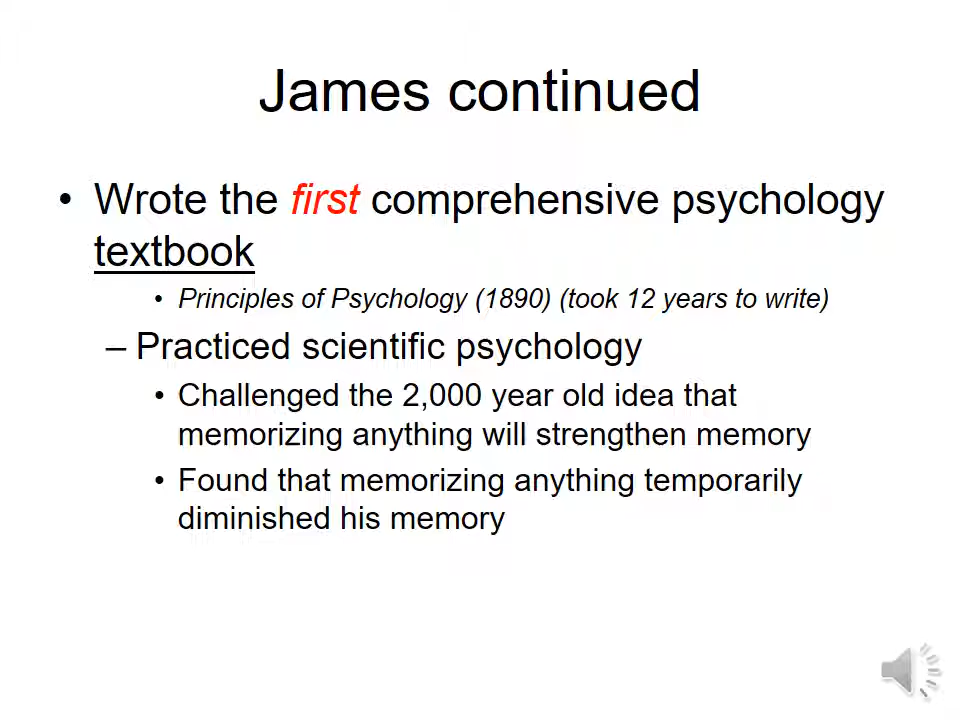 James continued
• Wrote the first comprehensive psychology
textbook
• Principles of Psychology (1890) (took 12 years to write)
– Practiced scientific psychology
• Challenged the 2,000 year old idea that
memorizing anything will strengthen memory
• Found that memorizing anything temporarily
diminished his memory